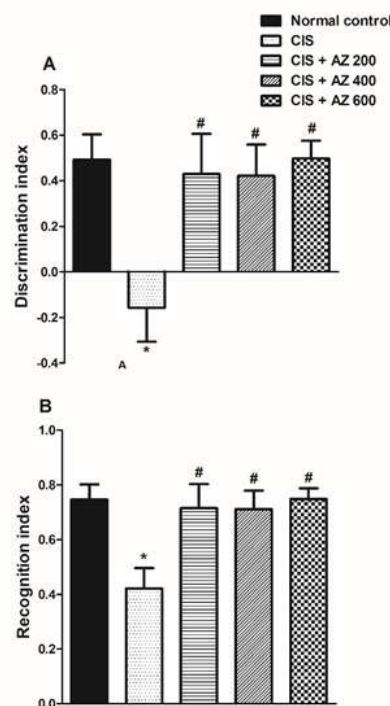 Normal control
CIS
CIS + AZ 200
CIS + AZ 400
CIS + AZ 600
A
Discrimination index
0.8
0.6
0.4
0.2
0.0
-0.2
-0.4
#
#
#
*
A
B
Recognition index
1.0
0.8
0.6
0.4
0.2
0.0
*
#
#
#